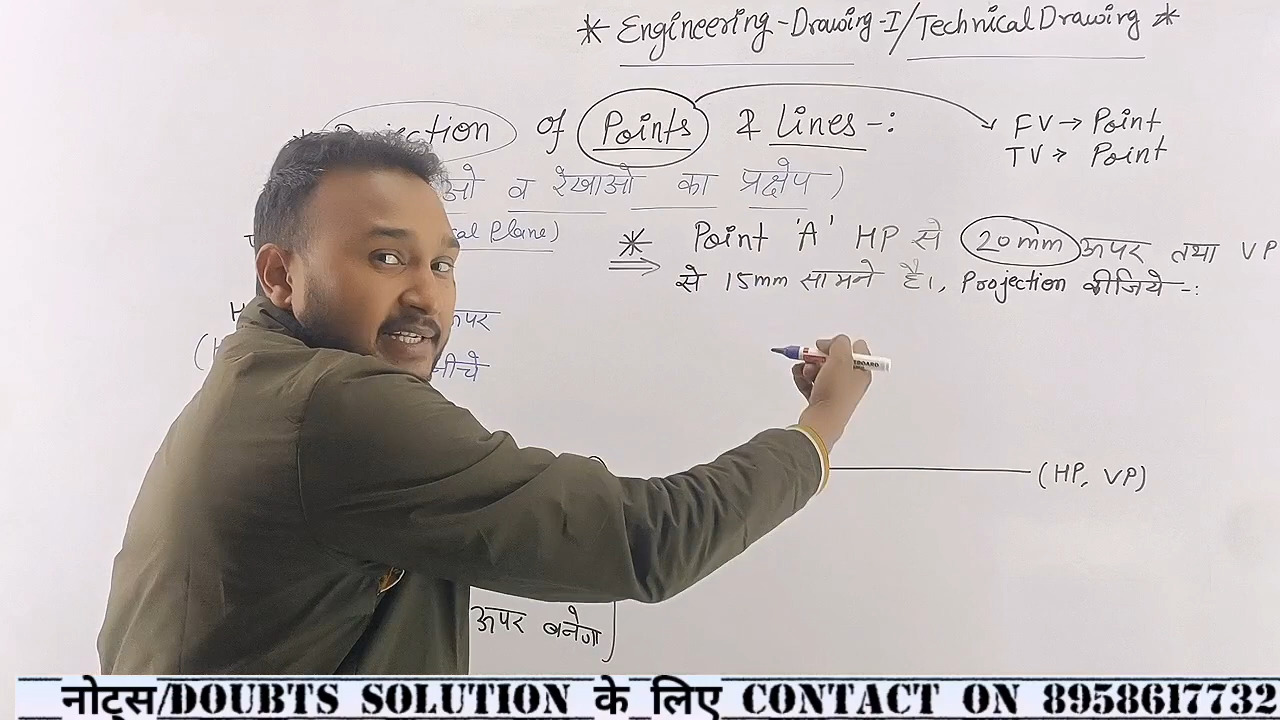 * Engineering-Drawing-I/Technical Drawing *
of Points & Lines -:
FV → Point
TV → Point
व रेखाओ का प्रक्षेप )
Plane)
* Point 'A' HP से 20mm ऊपर तथा VP
से 15mm सामने है।, Projection कीजिये -:
ऊपर
नीचे
(HP, VP)
ऊपर बनेगा
नोट्स/DOUBTS SOLUTION के लिए CONTACT ON 8958617732